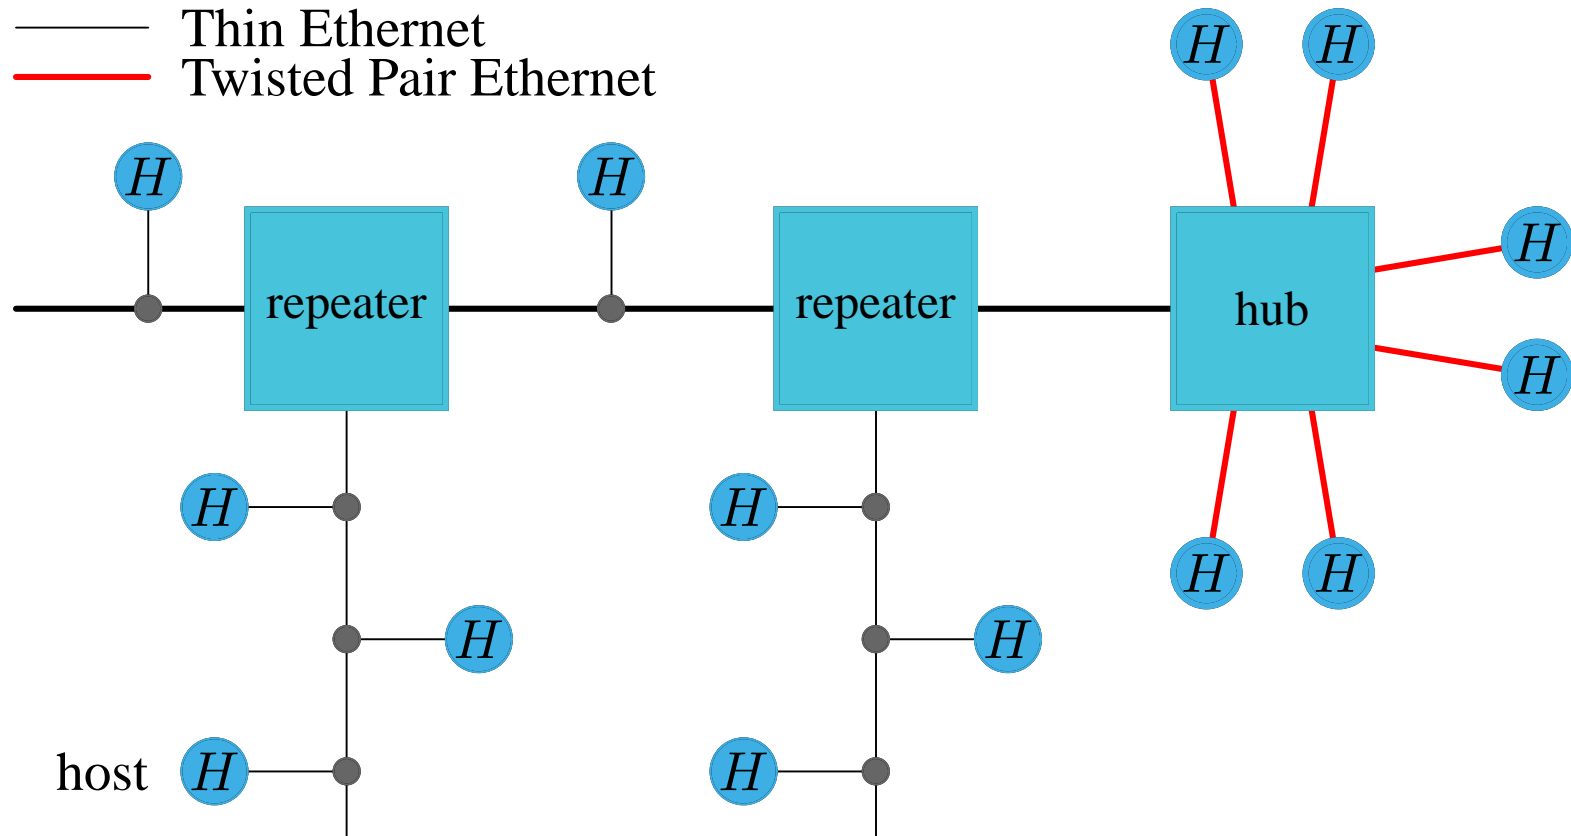 Thin Ethernet
Twisted Pair Ethernet
H H
H H
H
repeater repeater hub
H
H H
H H
H H
host H H